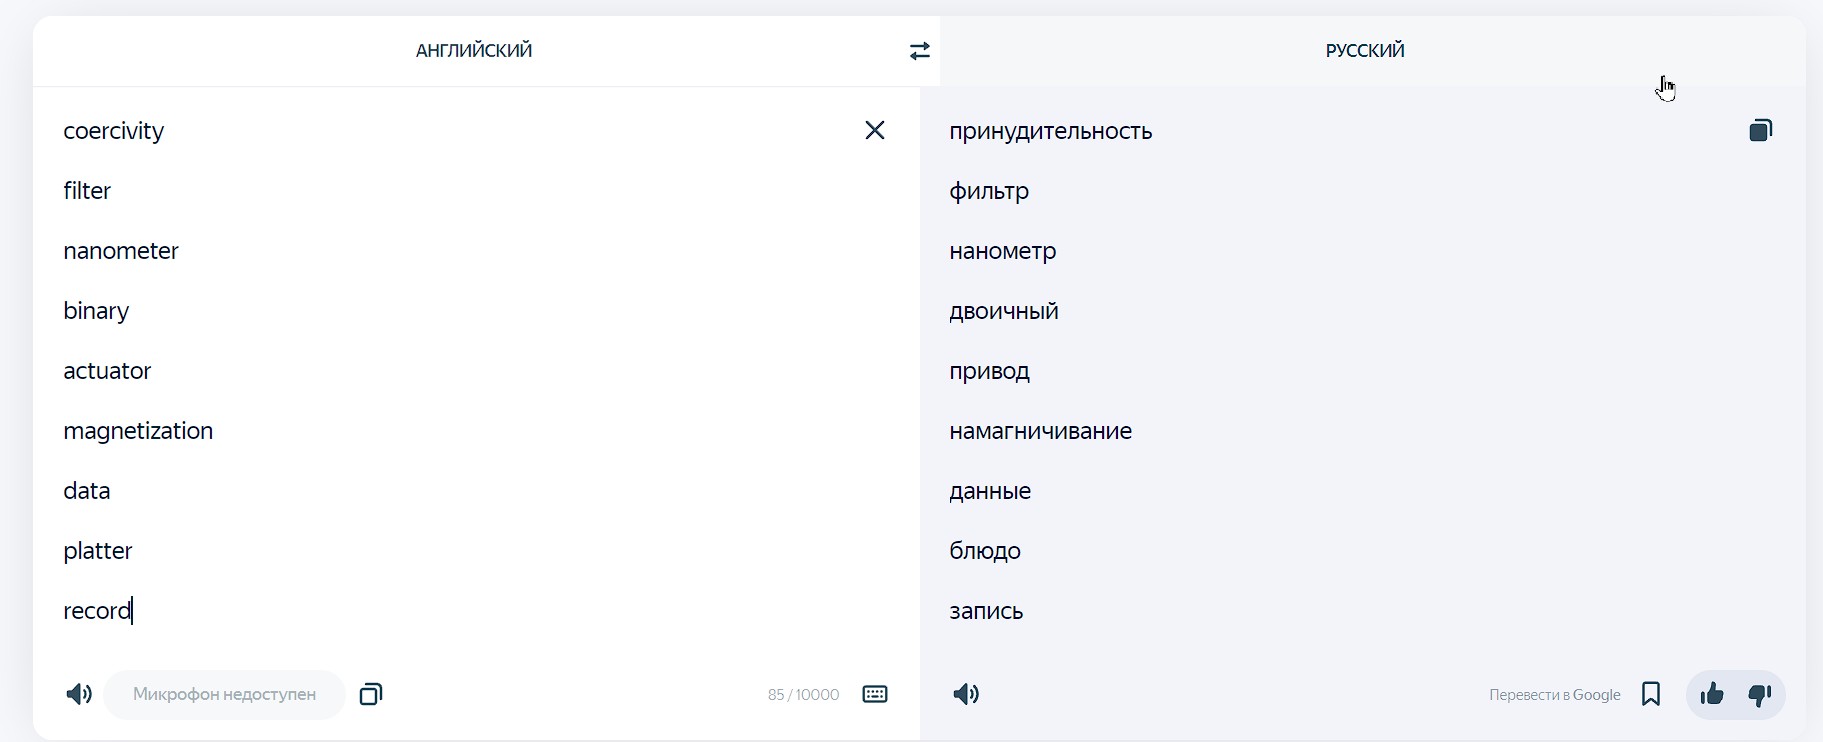 АНГЛИЙСКИЙ
РУССКИЙ
coercivity
filter
nanometer
binary
actuator
magnetization
data
platter
record
принудительность
фильтр
нанометр
двоичный
привод
намагничивание
данные
блюдо
запись
Микрофон недоступен
85 / 10000
Перевести в Google